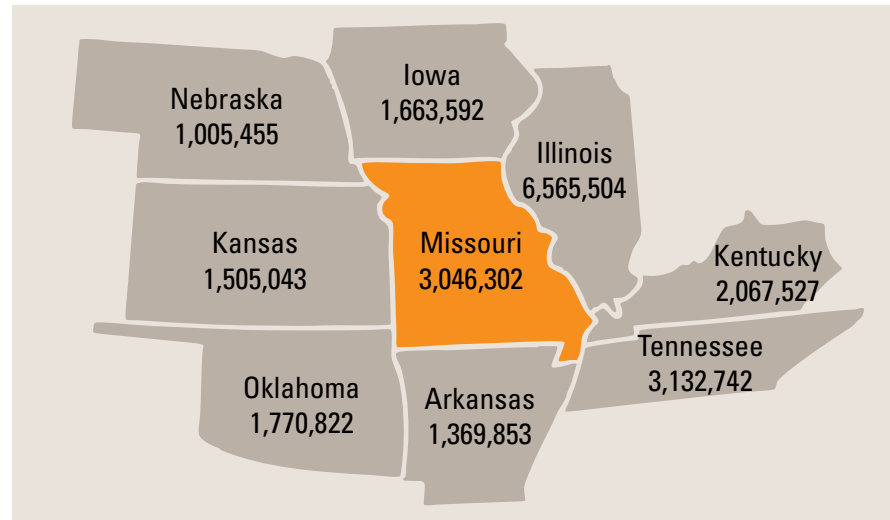 Iowa
1,663,592
Nebraska
1,005,455
Illinois
6,565,504
Kansas
1,505,043
Missouri
3,046,302
Kentucky
2,067,527
Tennessee
3,132,742
Oklahoma
1,770,822
Arkansas
1,369,853